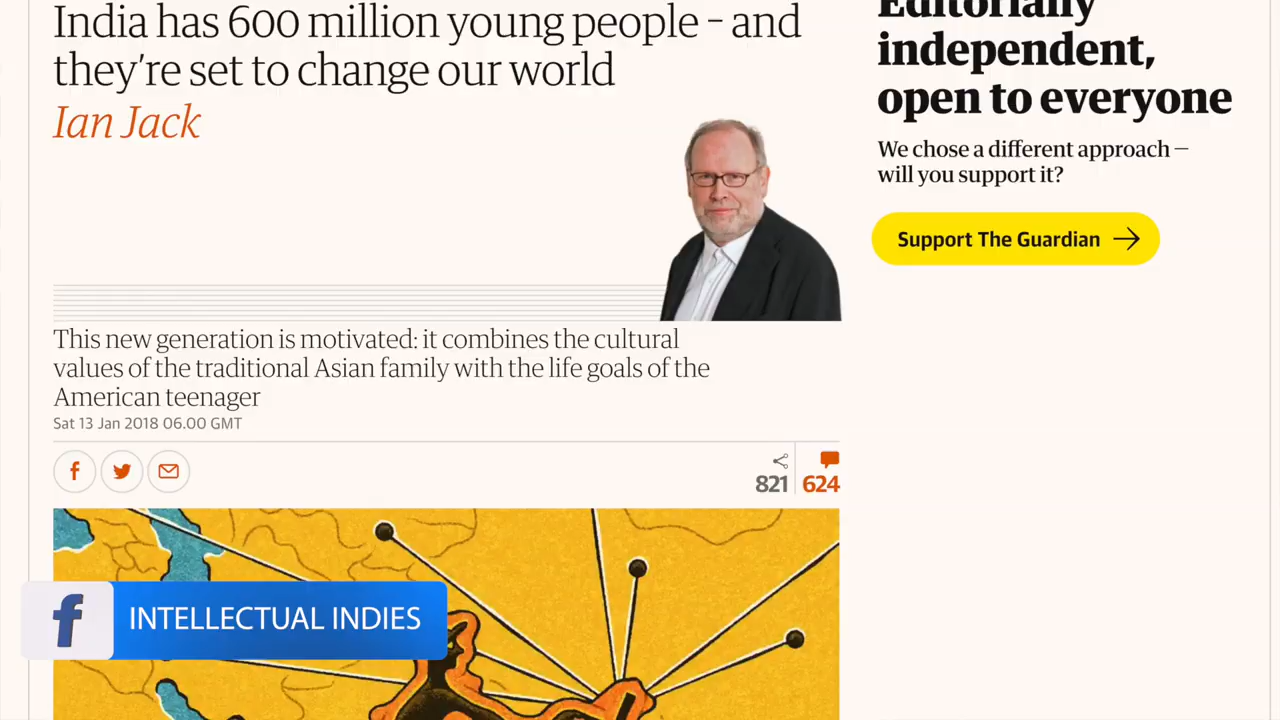 India has 600 million young people – and
they're set to change our world
Ian Jack
This new generation is motivated: it combines the cultural
values of the traditional Asian family with the life goals of the
American teenager
Sat 13 Jan 2018 06.00 GMT
821
624
Editorially
independent,
open to everyone
We chose a different approach —
will you support it?
Support The Guardian
INTELLECTUAL INDIES